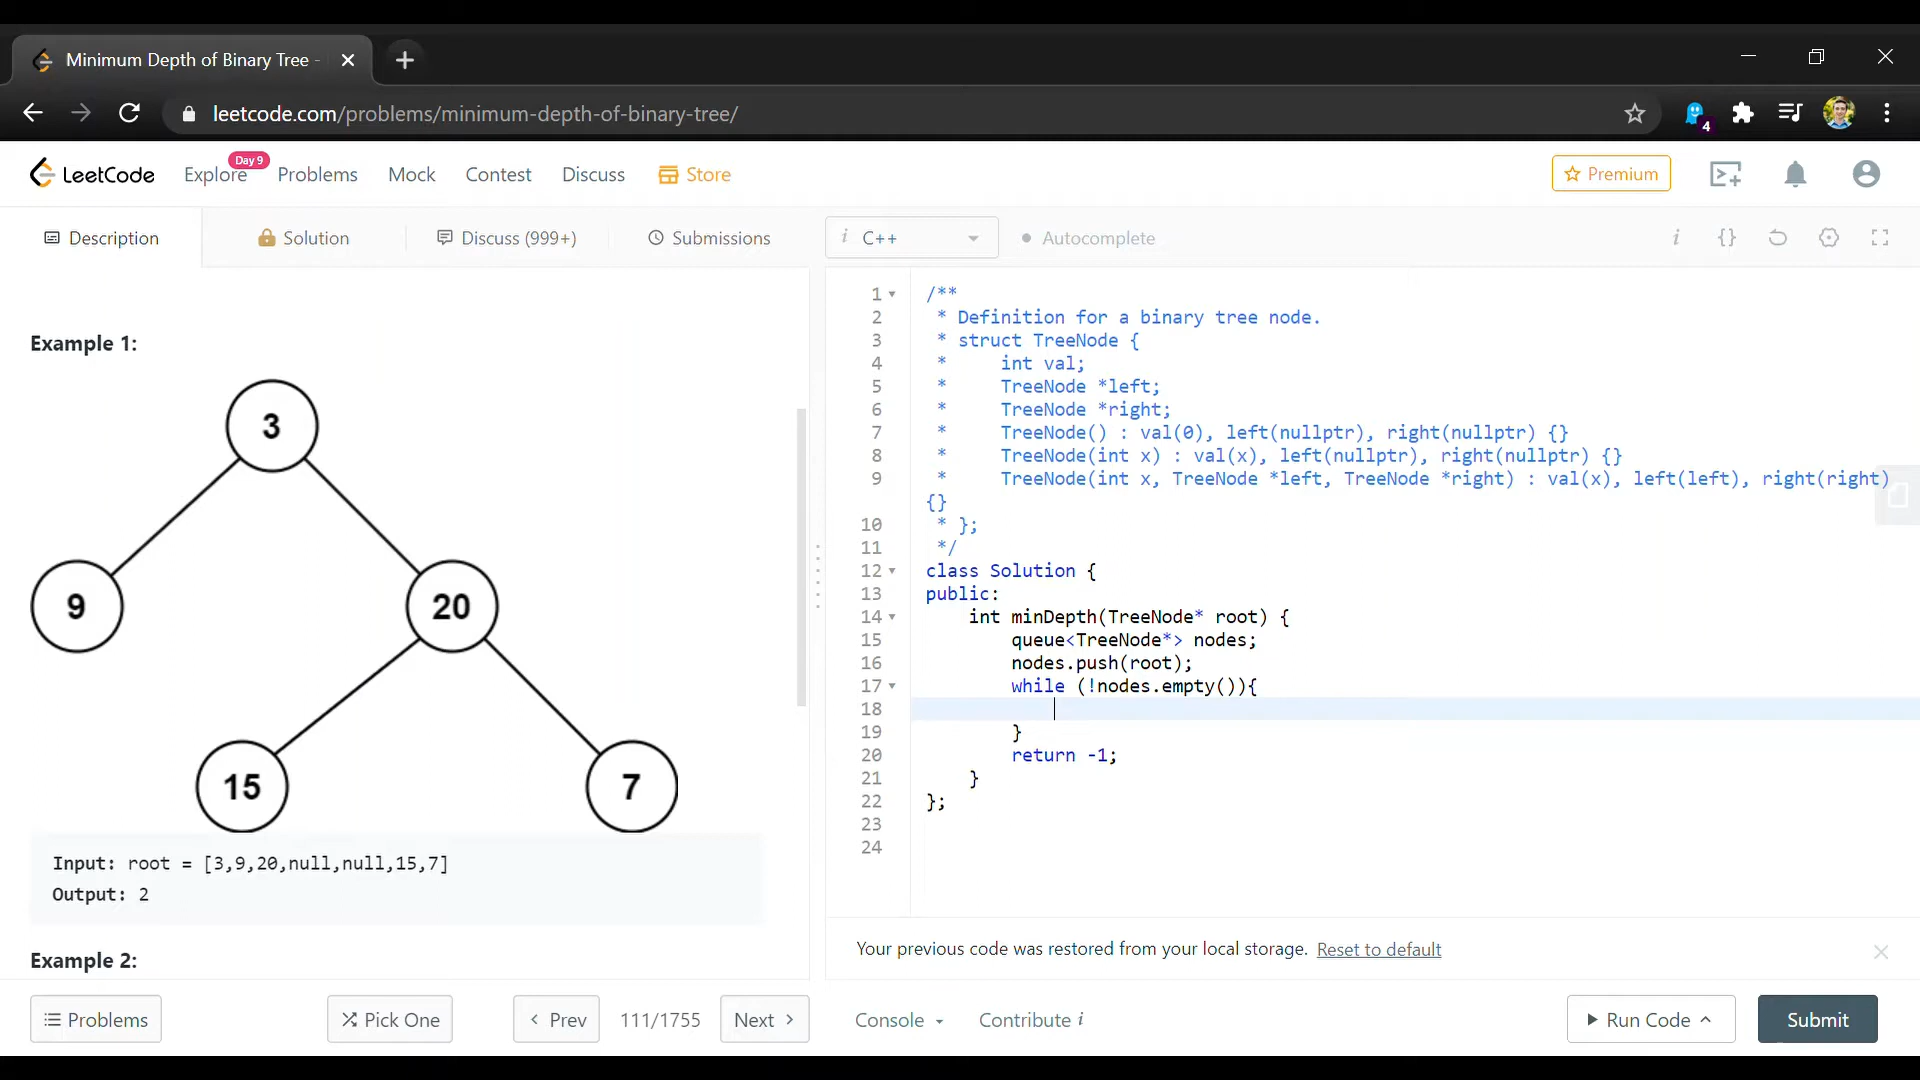 Minimum Depth of Binary Tree -
leetcode.com/problems/minimum-depth-of-binary-tree/
4
LeetCode
Explore
Day 9
Problems
Mock
Contest
Discuss
Store
Premium
Description
Solution
Discuss (999+)
Submissions
i C++
Autocomplete
i {}
Example 1:
3
9
20
15
7
Input: root = [3,9,20,null,null,15,7]
Output: 2
Example 2:
1 /**
2 * Definition for a binary tree node.
3 * struct TreeNode {
4 * int val;
5 * TreeNode *left;
6 * TreeNode *right;
7 * TreeNode() : val(0), left(nullptr), right(nullptr) {}
8 * TreeNode(int x) : val(x), left(nullptr), right(nullptr) {}
9 * TreeNode(int x, TreeNode *left, TreeNode *right) : val(x), left(left), right(right)
{}
10 * };
11 */
12 class Solution {
13 public:
14 int minDepth(TreeNode* root) {
15 queue<TreeNode*> nodes;
16 nodes.push(root);
17 while (!nodes.empty()){
18
19 }
20 return -1;
21 }
22 };
23
24
Your previous code was restored from your local storage. Reset to default
Problems
Pick One
Prev
111/1755
Next
Console
Contribute i
Run Code
Submit